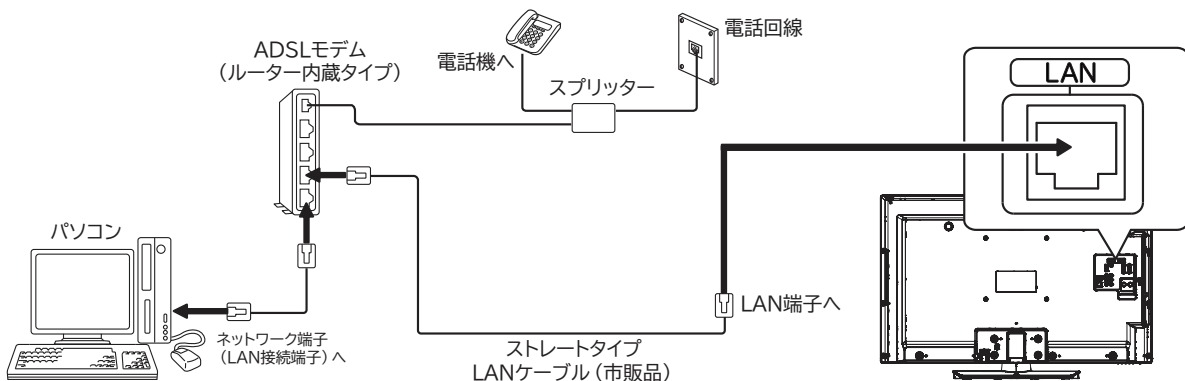 ADSLモデム
（ルーター内蔵タイプ）
電話機へ
電話回線
スプリッター
LAN
パソコン
LAN端子へ
ネットワーク端子
（LAN接続端子）へ
ストレートタイプ
LANケーブル（市販品）